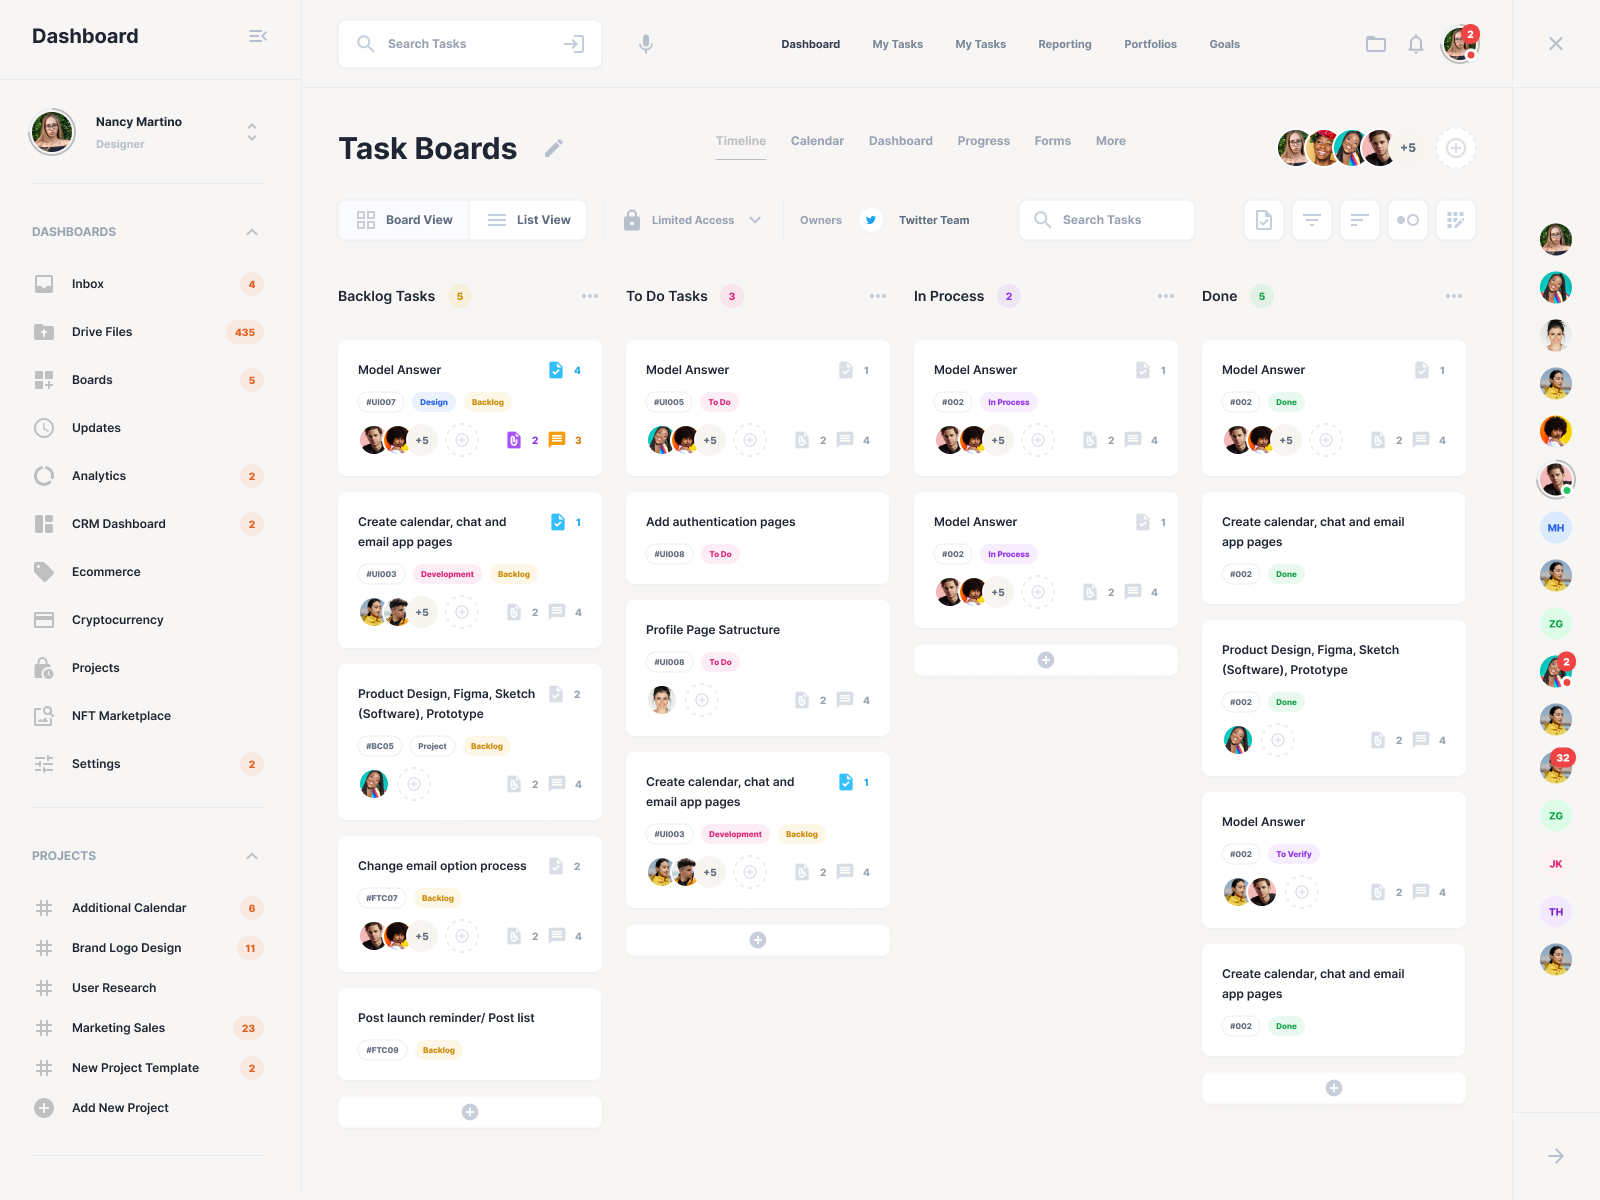 Dashboard
Nancy Martino
Designer
DASHBOARDS
Inbox 4
Drive Files 435
Boards 5
Updates
Analytics 2
CRM Dashboard 2
Ecommerce
Cryptocurrency
Projects
NFT Marketplace
Settings 2
PROJECTS
Additional Calendar 6
Brand Logo Design 11
User Research
Marketing Sales 23
New Project Template 2
Add New Project
Search Tasks
Dashboard My Tasks My Tasks Reporting Portfolios Goals
2
Task Boards
Timeline Calendar Dashboard Progress Forms More
+5
Board View List View Limited Access Owners Twitter Team Search Tasks
Backlog Tasks 5
Model Answer 4
#UI007 Design Backlog
+5 2 3
Create calendar, chat and 1
email app pages
#UI003 Development Backlog
+5 2 4
Product Design, Figma, Sketch 2
(Software), Prototype
#BC05 Project Backlog
2 4
Change email option process 2
#FTC07 Backlog
+5 2 4
Post launch reminder/ Post list
#FTC09 Backlog
To Do Tasks 3
Model Answer 1
#UI005 To Do
+5 2 4
Add authentication pages
#UI008 To Do
Profile Page Satructure
#UI008 To Do
2 4
Create calendar, chat and 1
email app pages
#UI003 Development Backlog
+5 2 4
In Process 2
Model Answer 1
#002 In Process
+5 2 4
Model Answer 1
#002 In Process
+5 2 4
Done 5
Model Answer 1
#002 Done
+5 2 4
Create calendar, chat and email
app pages
#002 Done
Product Design, Figma, Sketch
(Software), Prototype
#002 Done
2 4
Model Answer
#002 To Verify
2 4
Create calendar, chat and email
app pages
#002 Done
MH
ZG
2
32
ZG
JK
TH